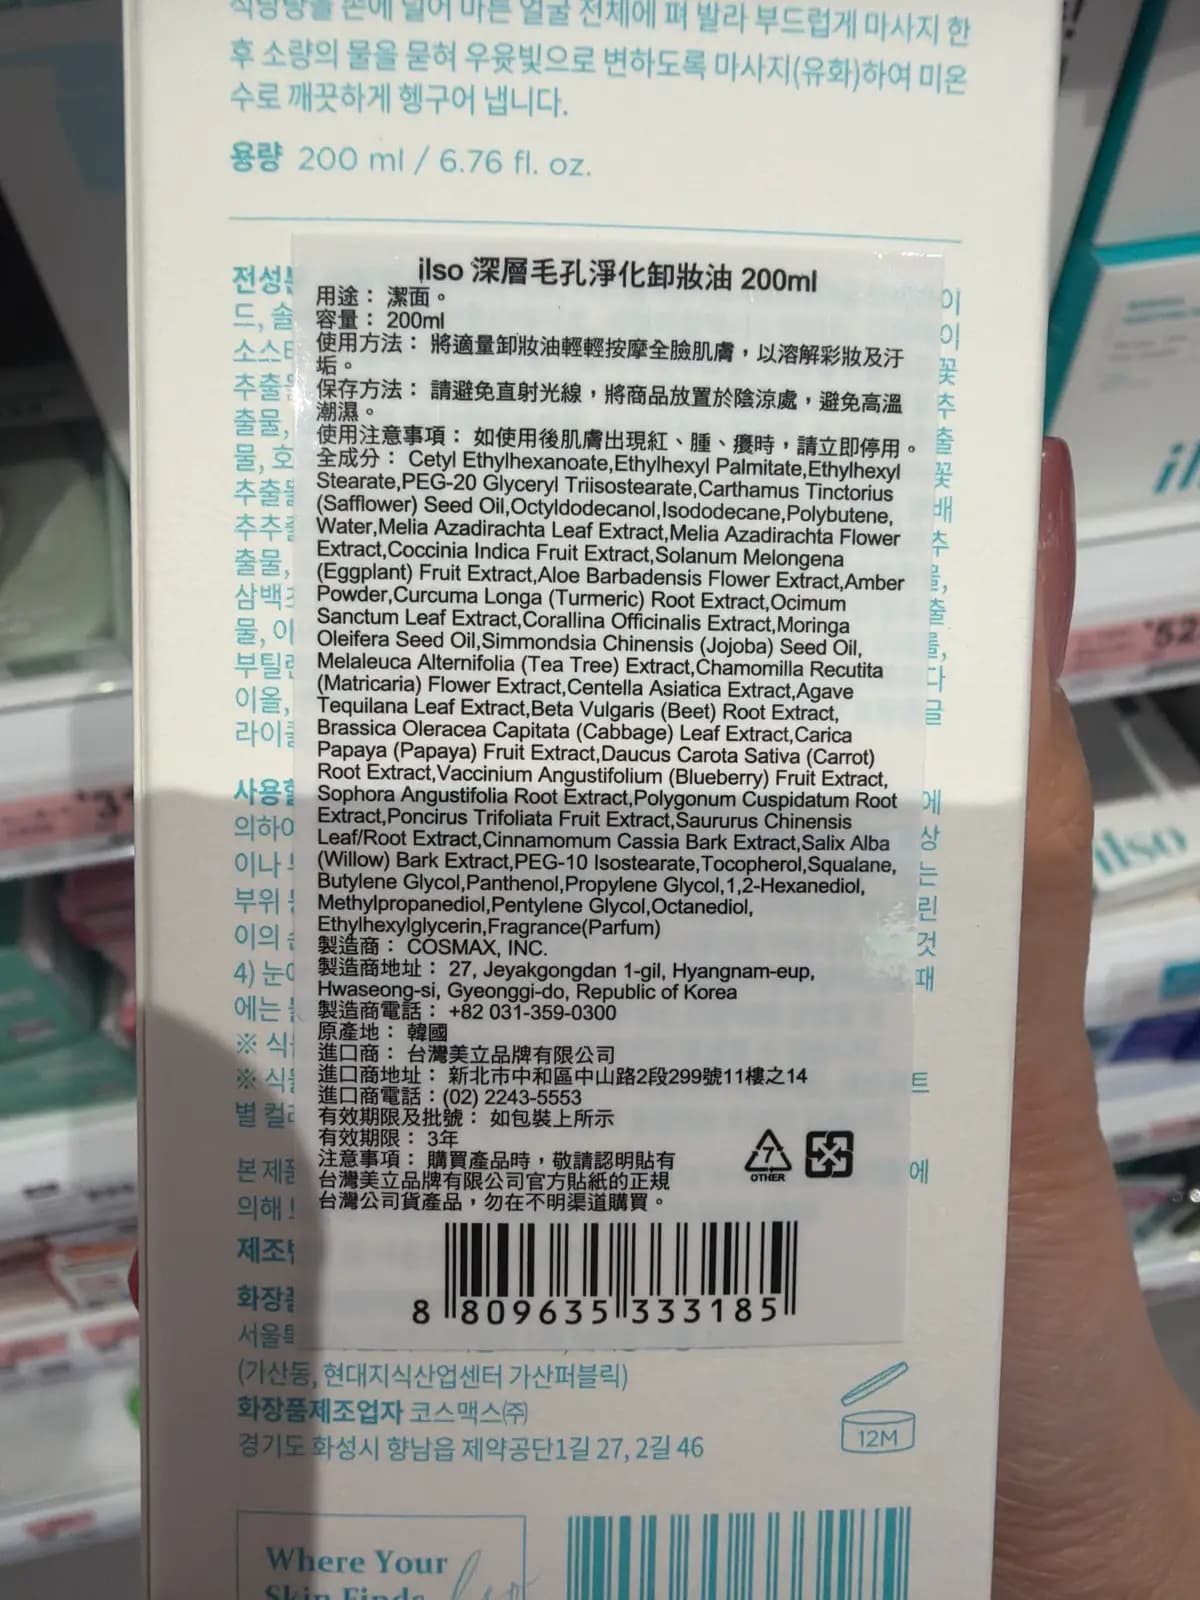 식당량을 손에 덜어 마른 얼굴 전체에 펴 발라 부드럽게 마사지 한
후 소량의 물을 묻혀 우윳빛으로 변하도록 마사지(유화)하여 미온
수로 깨끗하게 헹구어 냅니다.
용량 200 ml / 6.76 fl. oz.
ilso 深層毛孔淨化卸妝油 200ml
用途： 潔面。
容量： 200ml
使用方法： 將適量卸妝油輕輕按摩全臉肌膚，以溶解彩妝及汙
垢。
保存方法： 請避免直射光線，將商品放置於陰涼處，避免高溫
潮濕。
使用注意事項： 如使用後肌膚出現紅、腫、癢時，請立即停用。
全成分： Cetyl Ethylhexanoate,Ethylhexyl Palmitate,Ethylhexyl
Stearate,PEG-20 Glyceryl Triisostearate,Carthamus Tinctorius
(Safflower) Seed Oil,Octyldodecanol,Isododecane,Polybutene,
Water,Melia Azadirachta Leaf Extract,Melia Azadirachta Flower
Extract,Coccinia Indica Fruit Extract,Solanum Melongena
(Eggplant) Fruit Extract,Aloe Barbadensis Flower Extract,Amber
Powder,Curcuma Longa (Turmeric) Root Extract,Ocimum
Sanctum Leaf Extract,Corallina Officinalis Extract,Moringa
Oleifera Seed Oil,Simmondsia Chinensis (Jojoba) Seed Oil,
Melaleuca Alternifolia (Tea Tree) Extract,Chamomilla Recutita
(Matricaria) Flower Extract,Centella Asiatica Extract,Agave
Tequilana Leaf Extract,Beta Vulgaris (Beet) Root Extract,
Brassica Oleracea Capitata (Cabbage) Leaf Extract,Carica
Papaya (Papaya) Fruit Extract,Daucus Carota Sativa (Carrot)
Root Extract,Vaccinium Angustifolium (Blueberry) Fruit Extract,
Sophora Angustifolia Root Extract,Polygonum Cuspidatum Root
Extract,Poncirus Trifoliata Fruit Extract,Saururus Chinensis
Leaf/Root Extract,Cinnamomum Cassia Bark Extract,Salix Alba
(Willow) Bark Extract,PEG-10 Isostearate,Tocopherol,Squalane,
Butylene Glycol,Panthenol,Propylene Glycol,1,2-Hexanediol,
Methylpropanediol,Pentylene Glycol,Octanediol,
Ethylhexylglycerin,Fragrance(Parfum)
製造商： COSMAX, INC.
製造商地址： 27, Jeyakgongdan 1-gil, Hyangnam-eup,
Hwaseong-si, Gyeonggi-do, Republic of Korea
製造商電話： +82 031-359-0300
原產地： 韓國
進口商： 台灣美立品牌有限公司
進口商地址： 新北市中和區中山路2段299號11樓之14
進口商電話：(02) 2243-5553
有效期限及批號： 如包裝上所示
有效期限： 3年
注意事項： 購買產品時，敬請認明貼有
台灣美立品牌有限公司官方貼紙的正規
台灣公司貨產品，勿在不明渠道購買。
7
OTHER
8 809635 333185
(가산동, 현대지식산업센터 가산퍼블릭)
화장품제조업자 코스맥스㈜
경기도 화성시 향남읍 제약공단1길 27, 2길 46
12M
Where Your
Skin Finds
ilso